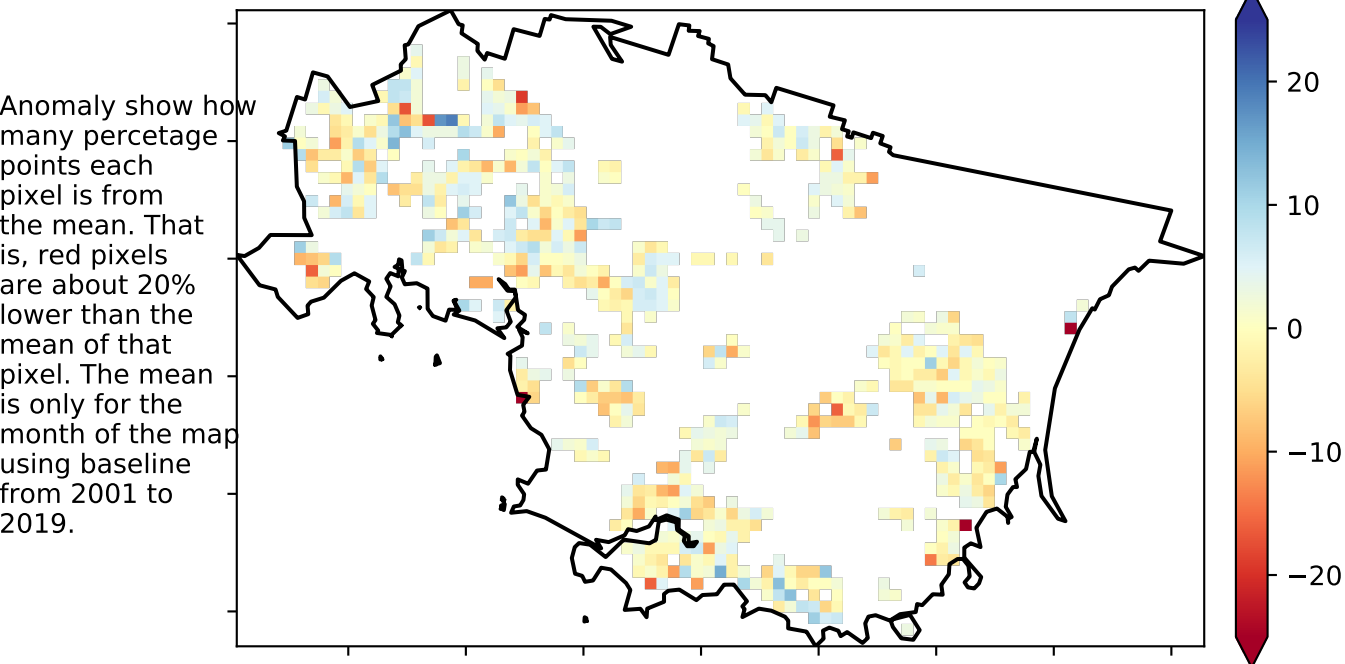 Anomaly show how
many percetage
points each
pixel is from
the mean. That
is, red pixels
are about 20%
lower than the
mean of that
pixel. The mean
is only for the
month of the map
using baseline
from 2001 to
2019.
20
10
0
−10
−20